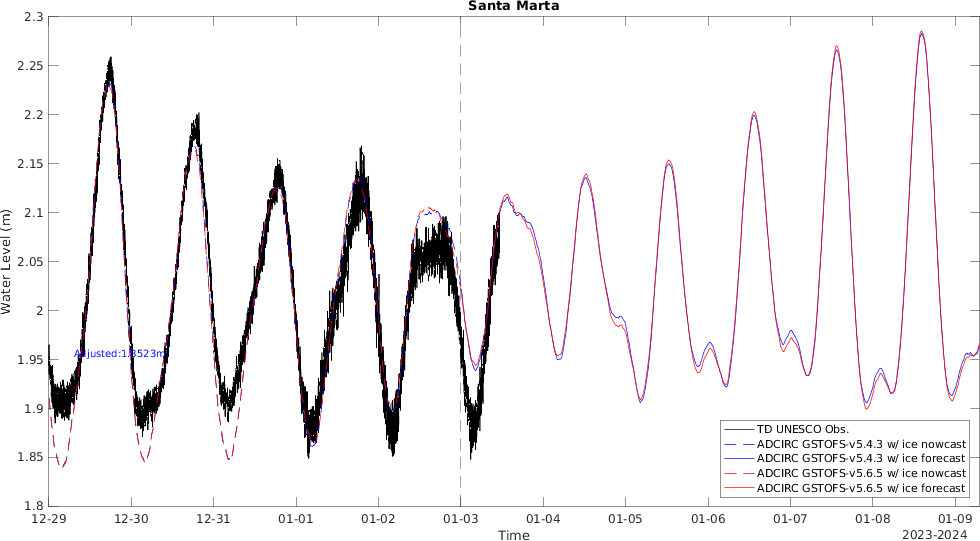 Santa Marta
2.3
2.25
2.2
2.15
2.1
2.05
2
1.95
1.9
1.85
1.8
Water Level (m)
TD UNESCO Obs.
ADCIRC GSTOFS-v5.4.3 w/ ice nowcast
ADCIRC GSTOFS-v5.4.3 w/ ice forecast
ADCIRC GSTOFS-v5.6.5 w/ ice nowcast
ADCIRC GSTOFS-v5.6.5 w/ ice forecast
12-29 12-30 12-31 01-01 01-02 01-03 01-04 01-05 01-06 01-07 01-08 01-09
Time
2023-2024